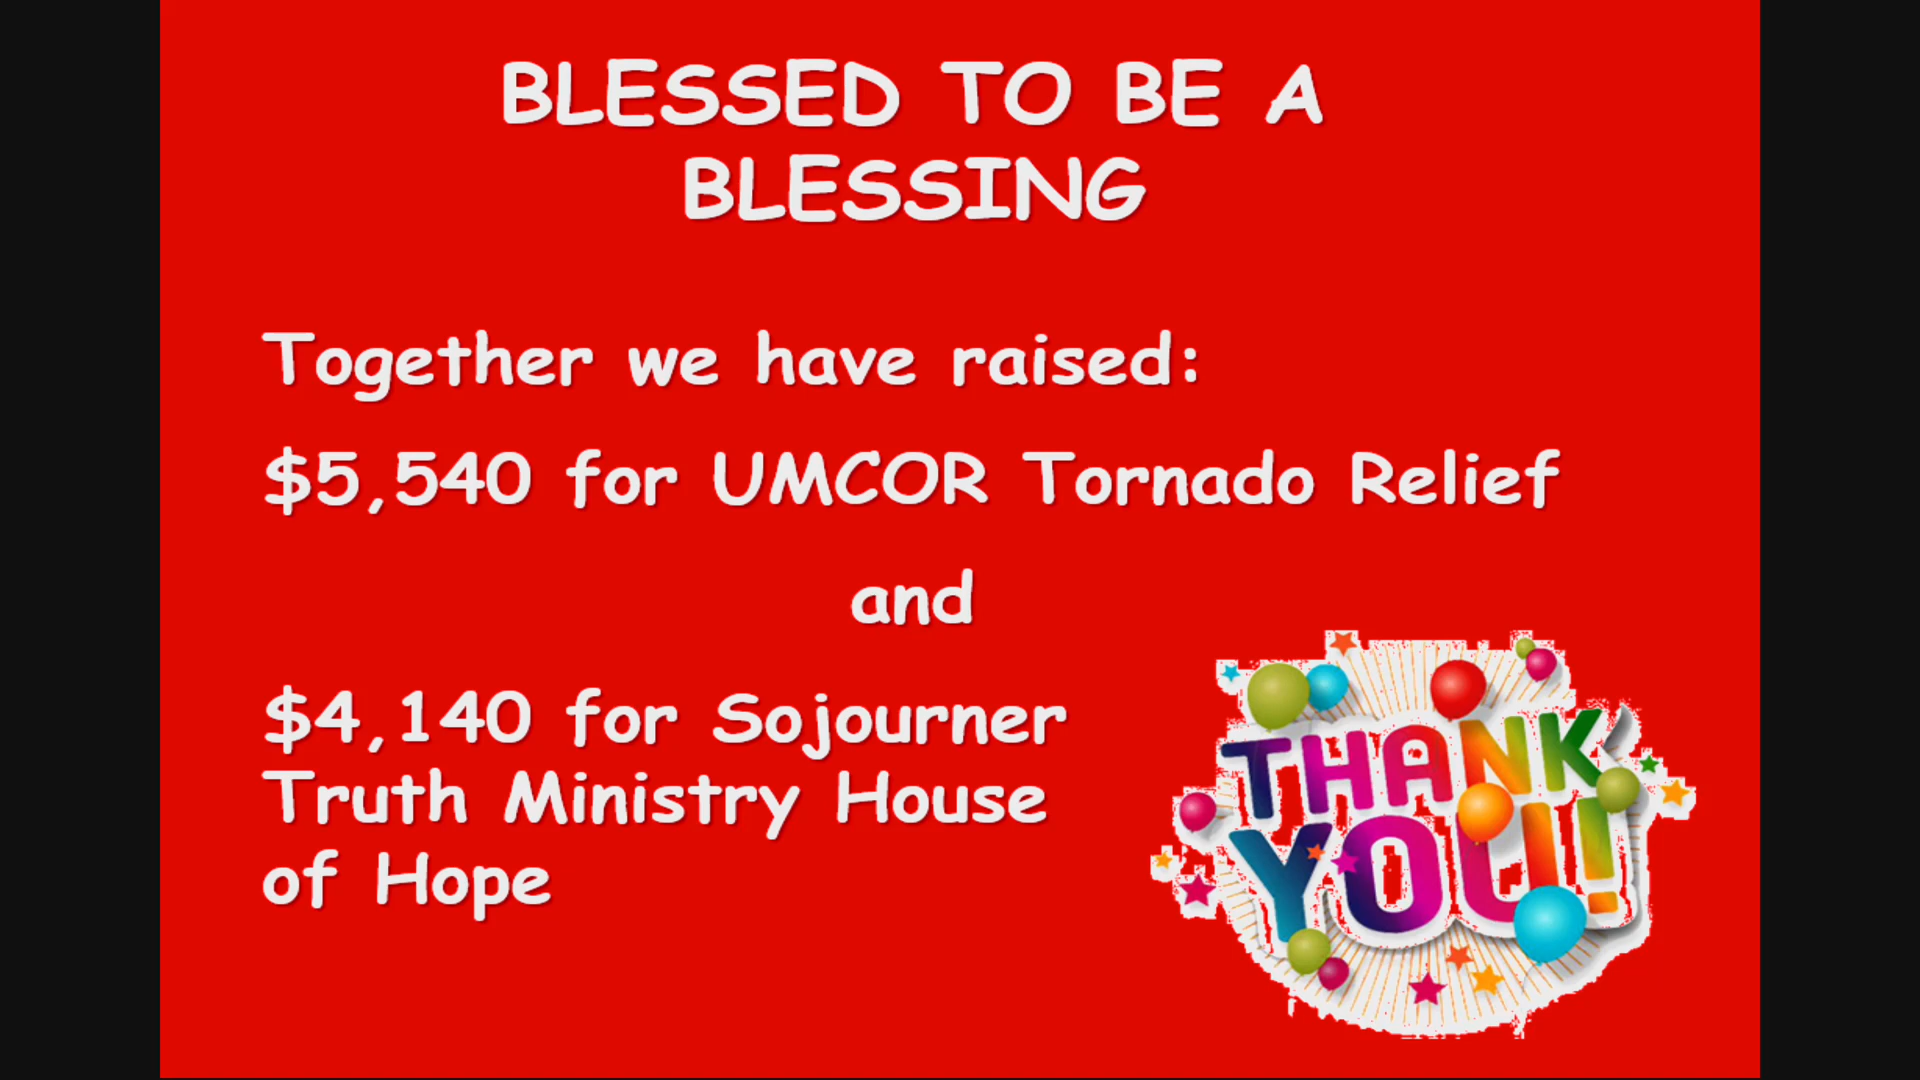 BLESSED TO BE A
BLESSING
Together we have raised:
$5,540 for UMCOR Tornado Relief
and
$4,140 for Sojourner
Truth Ministry House
of Hope
THANK
YOU!